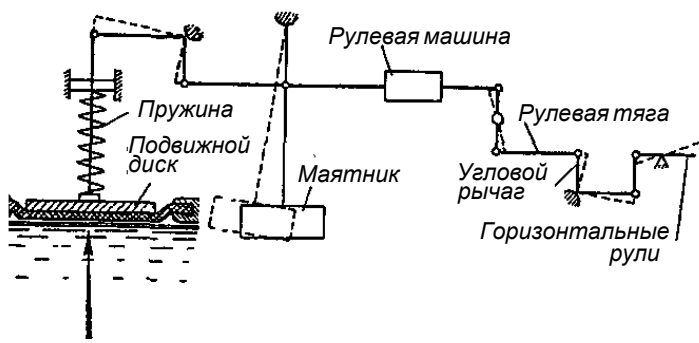 Рулевая машина
Пружина
Рулевая тяга
Подвижной
диск
Маятник
Угловой
рычаг
Горизонтальные
рули